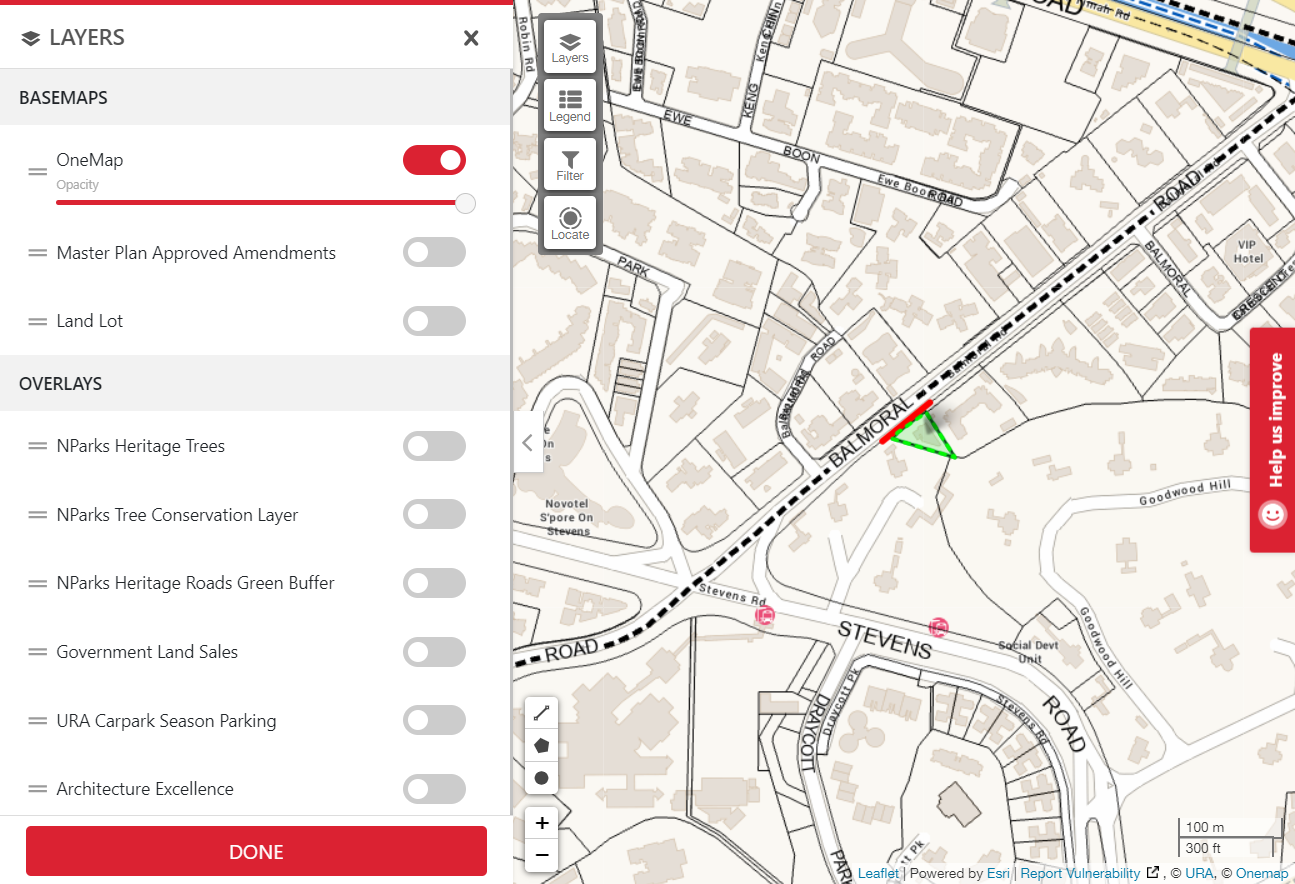 LAYERS
BASEMAPS
OneMap
Opacity
Master Plan Approved Amendments
Land Lot
OVERLAYS
NParks Heritage Trees
NParks Tree Conservation Layer
NParks Heritage Roads Green Buffer
Government Land Sales
URA Carpark Season Parking
Architecture Excellence
DONE
Layers
Legend
Filter
Locate
Robin Rd
KENG
EWE
BOON
Ewe Boon Rd
ROAD
ROAD
ROAD
PARK
ROAD
BALMORAL
BALMORAL
CRESCENT
VIP
Hotel
Novotel
S'pore On
Stevens
Goodwood Hill
Goodwood Hill
Stevens Rd
STEVENS
ROAD
Stevens Rd
Social Devt
Unit
ROAD
DRAYCOTT
Draycott Pk
PARK
Help us improve
100 m
300 ft
Leaflet | Powered by Esri | Report Vulnerability , © URA, © Onemap